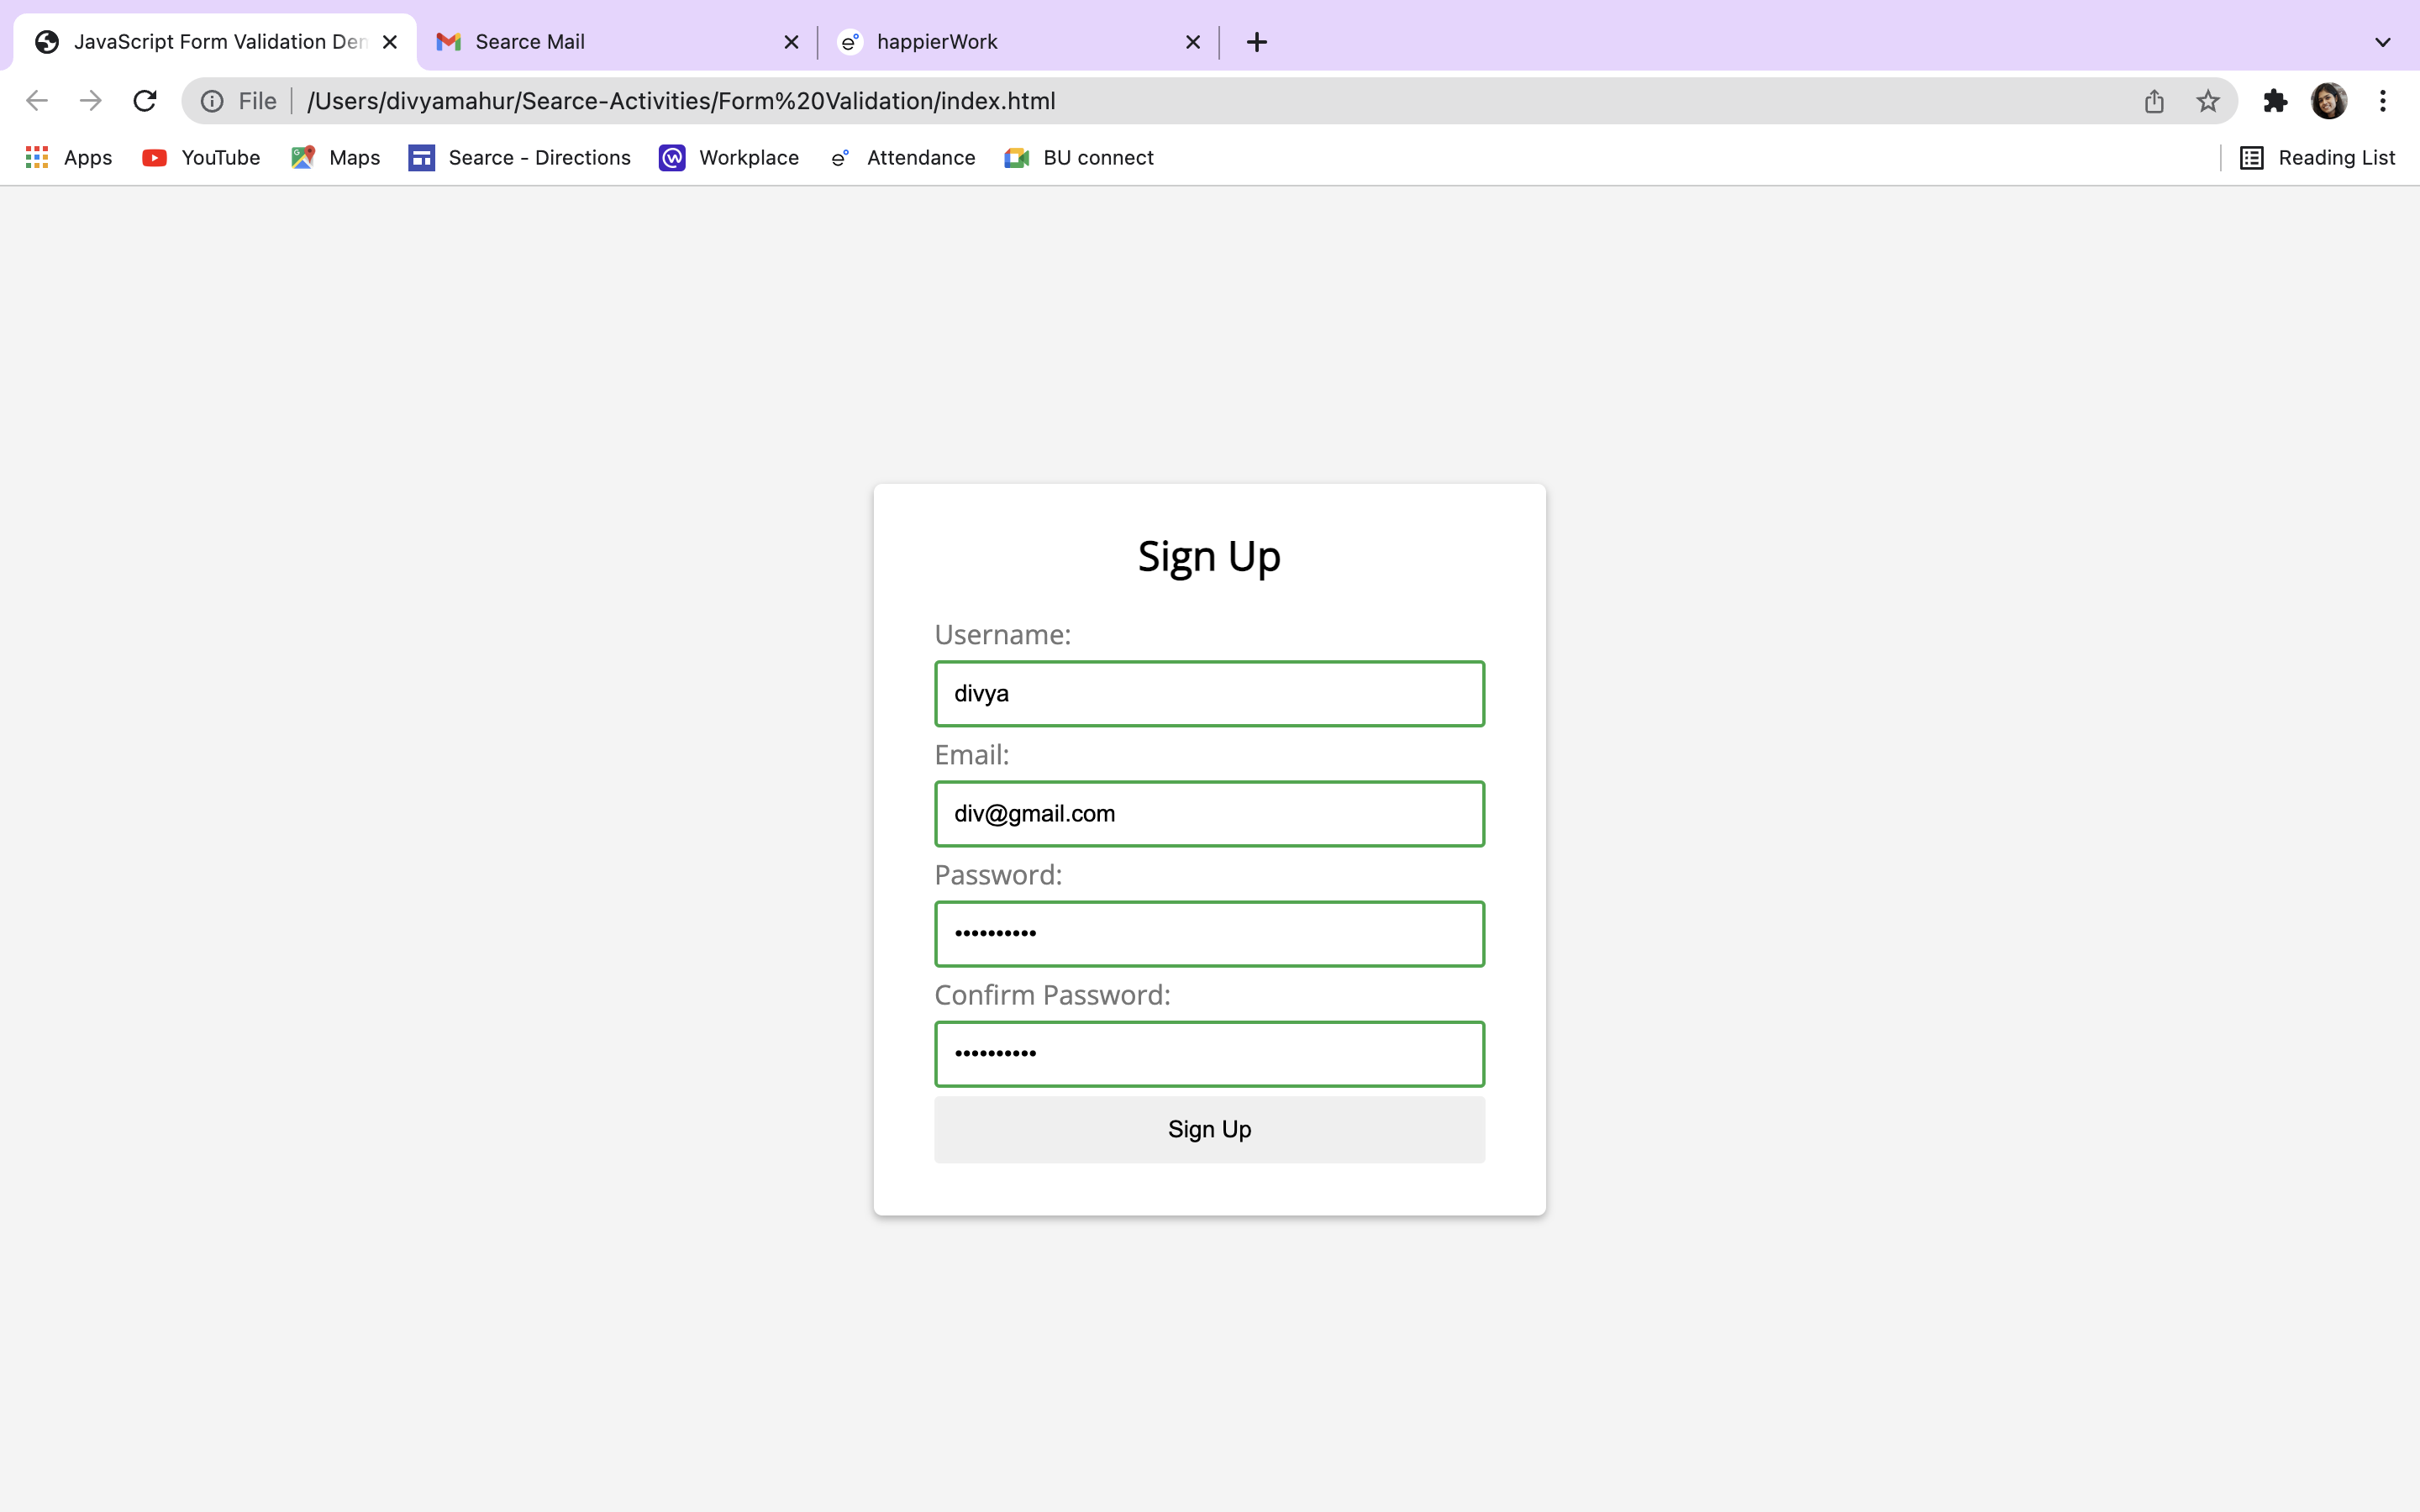 JavaScript Form Validation Den
Searce Mail
happierWork
File /Users/divyamahur/Searce-Activities/Form%20Validation/index.html
Apps YouTube Maps Searce - Directions Workplace Attendance BU connect Reading List
Sign Up
Username:
divya
Email:
div@gmail.com
Password:
••••••••••
Confirm Password:
••••••••••
Sign Up